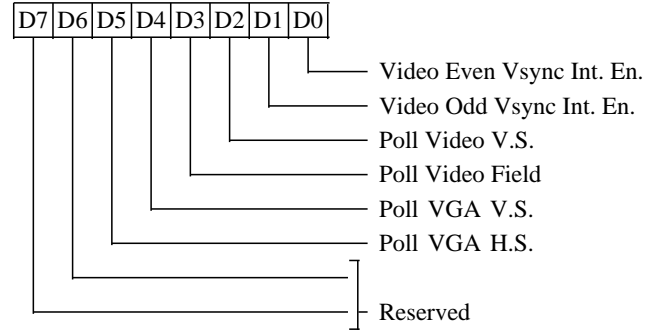 D7 D6 D5 D4 D3 D2 D1 D0
Video Even Vsync Int. En.
Video Odd Vsync Int. En.
Poll Video V.S.
Poll Video Field
Poll VGA V.S.
Poll VGA H.S.
Reserved